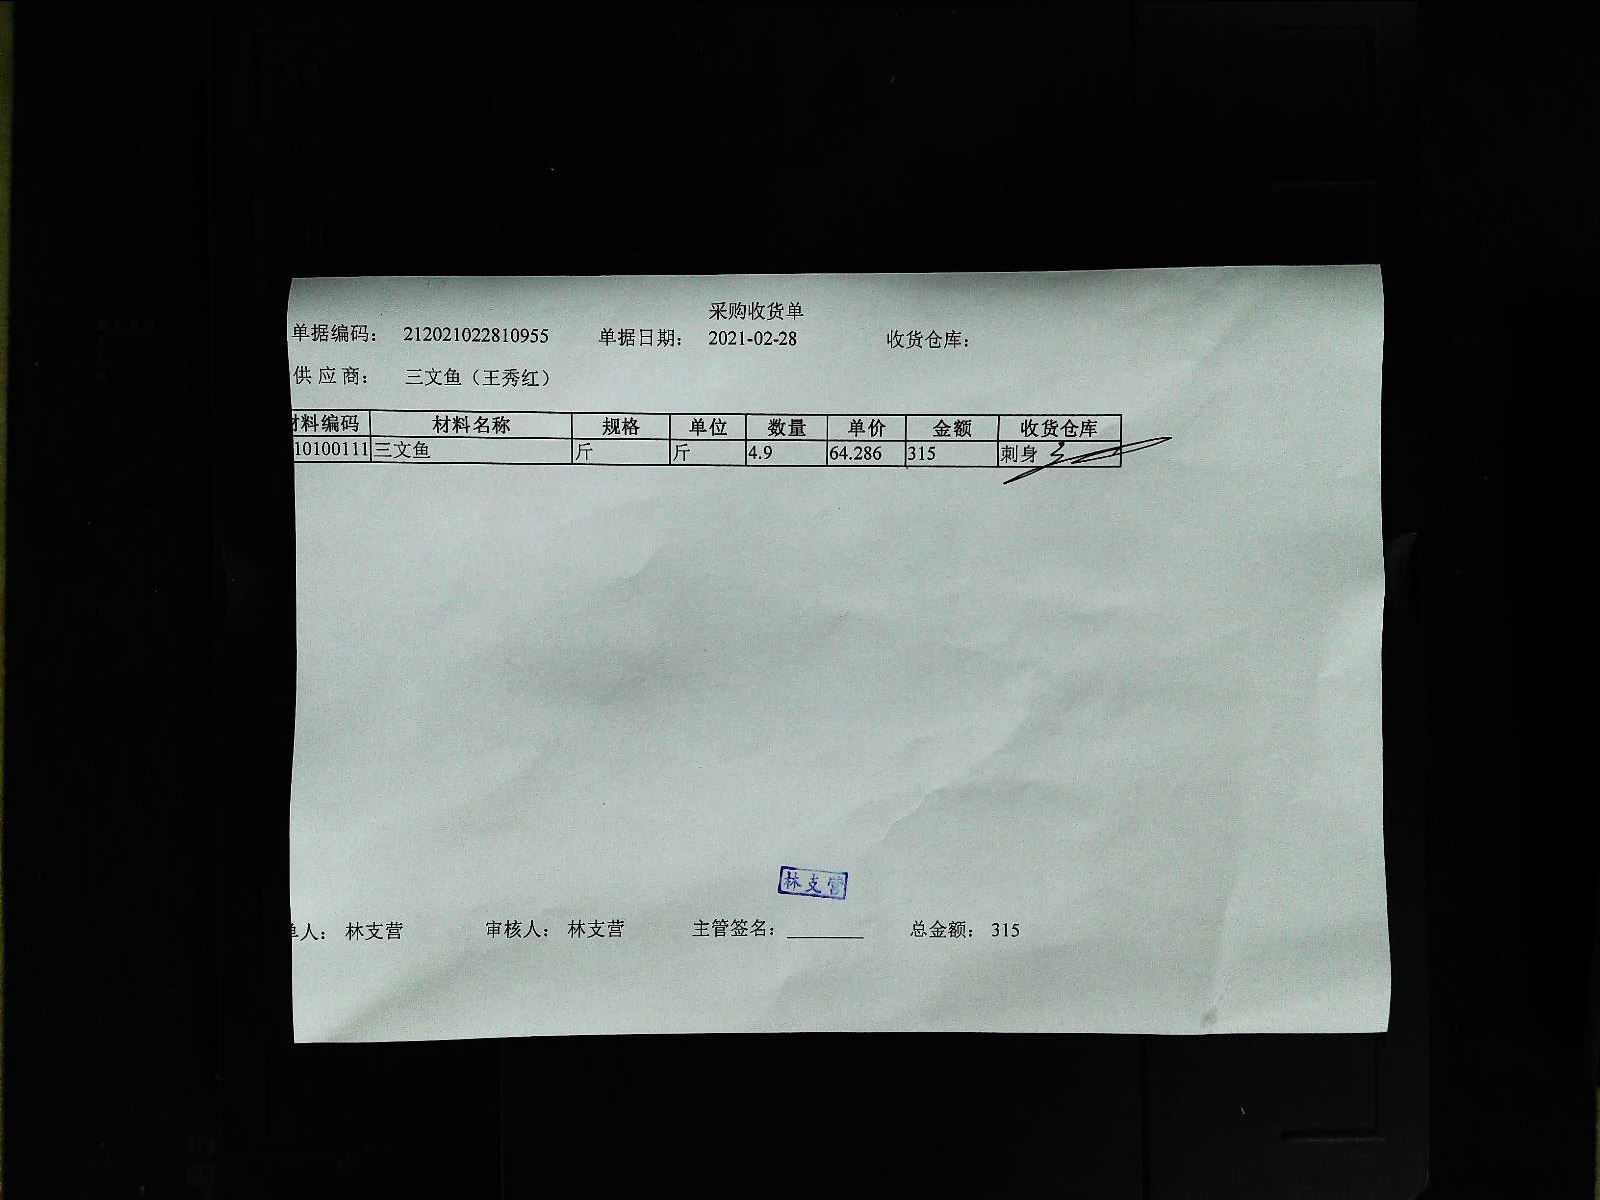 采购收货单
单据编码： 212021022810955 单据日期： 2021-02-28 收货仓库：
供应商： 三文鱼（王秀红）
材料编码 材料名称 规格 单位 数量 单价 金额 收货仓库
10100111 三文鱼 斤 斤 4.9 64.286 315 刺身
林支营
单人： 林支营 审核人： 林支营 主管签名： ________ 总金额： 315